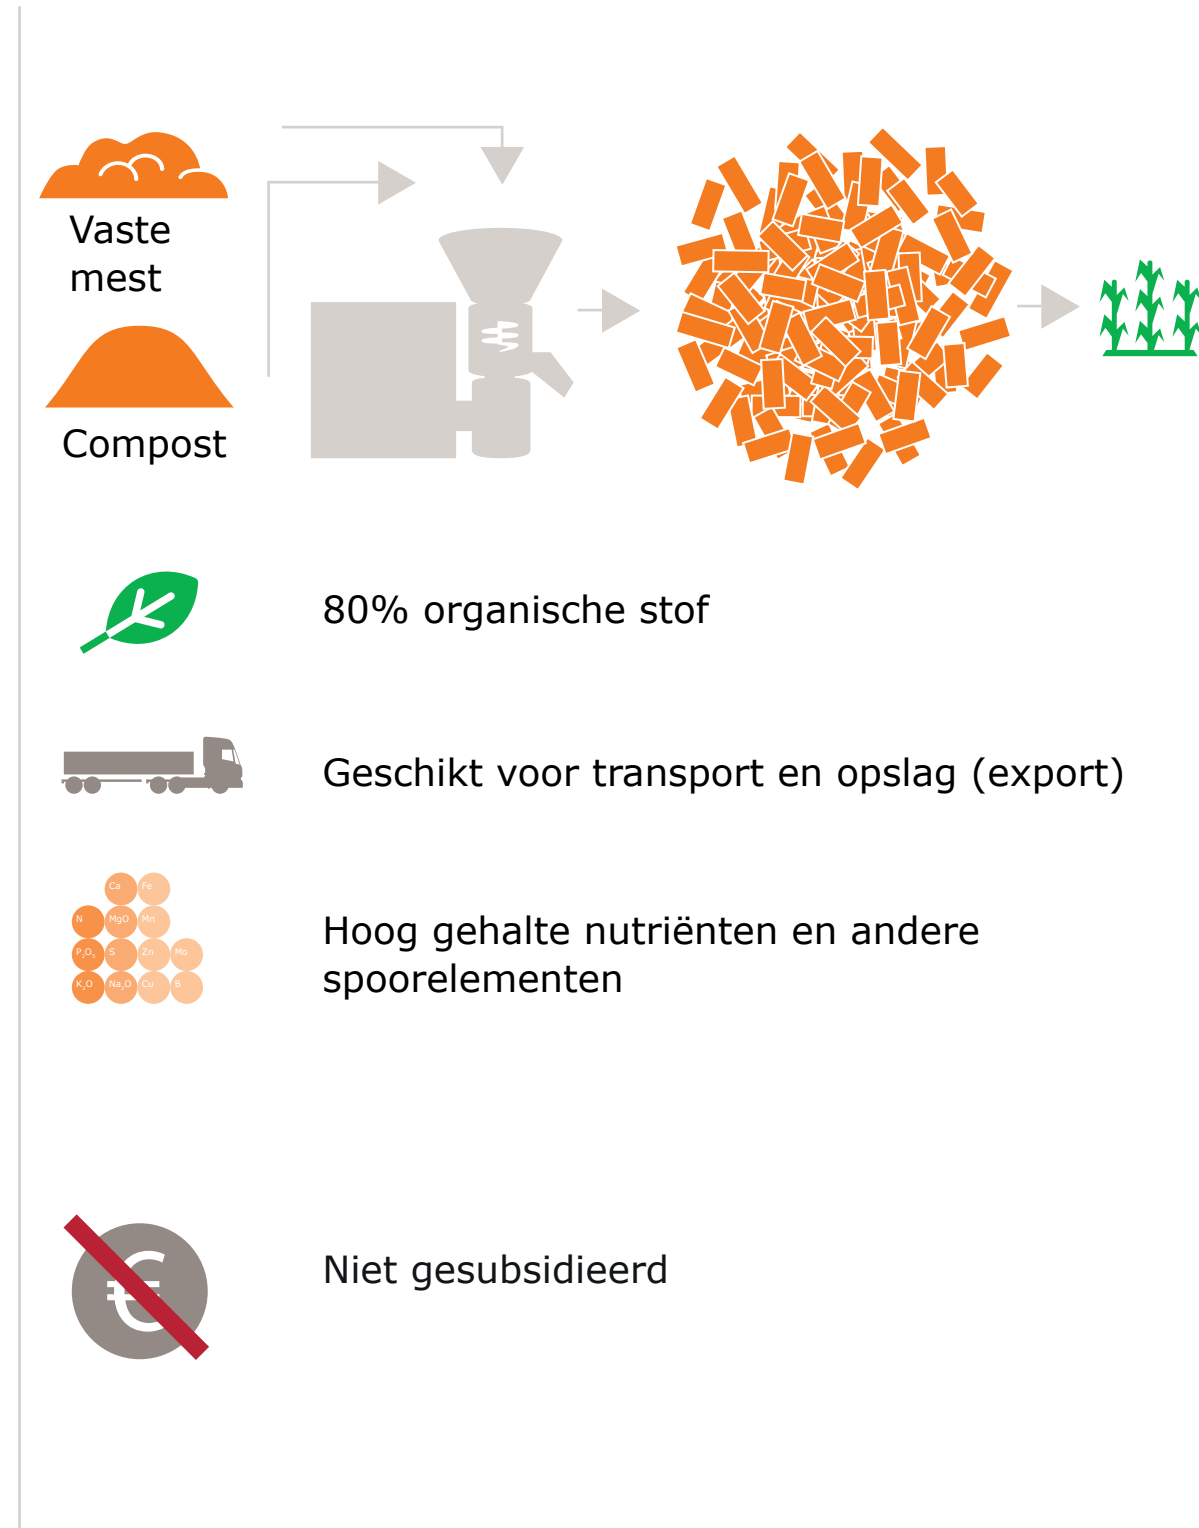 Vaste
mest
Compost
80% organische stof
Geschikt voor transport en opslag (export)
Ca Fe
N MgO Mn
P₂O₅ S Zn Mo
K₂O Na₂O Cu B
Hoog gehalte nutriënten en andere
spoorelementen
€
Niet gesubsidieerd